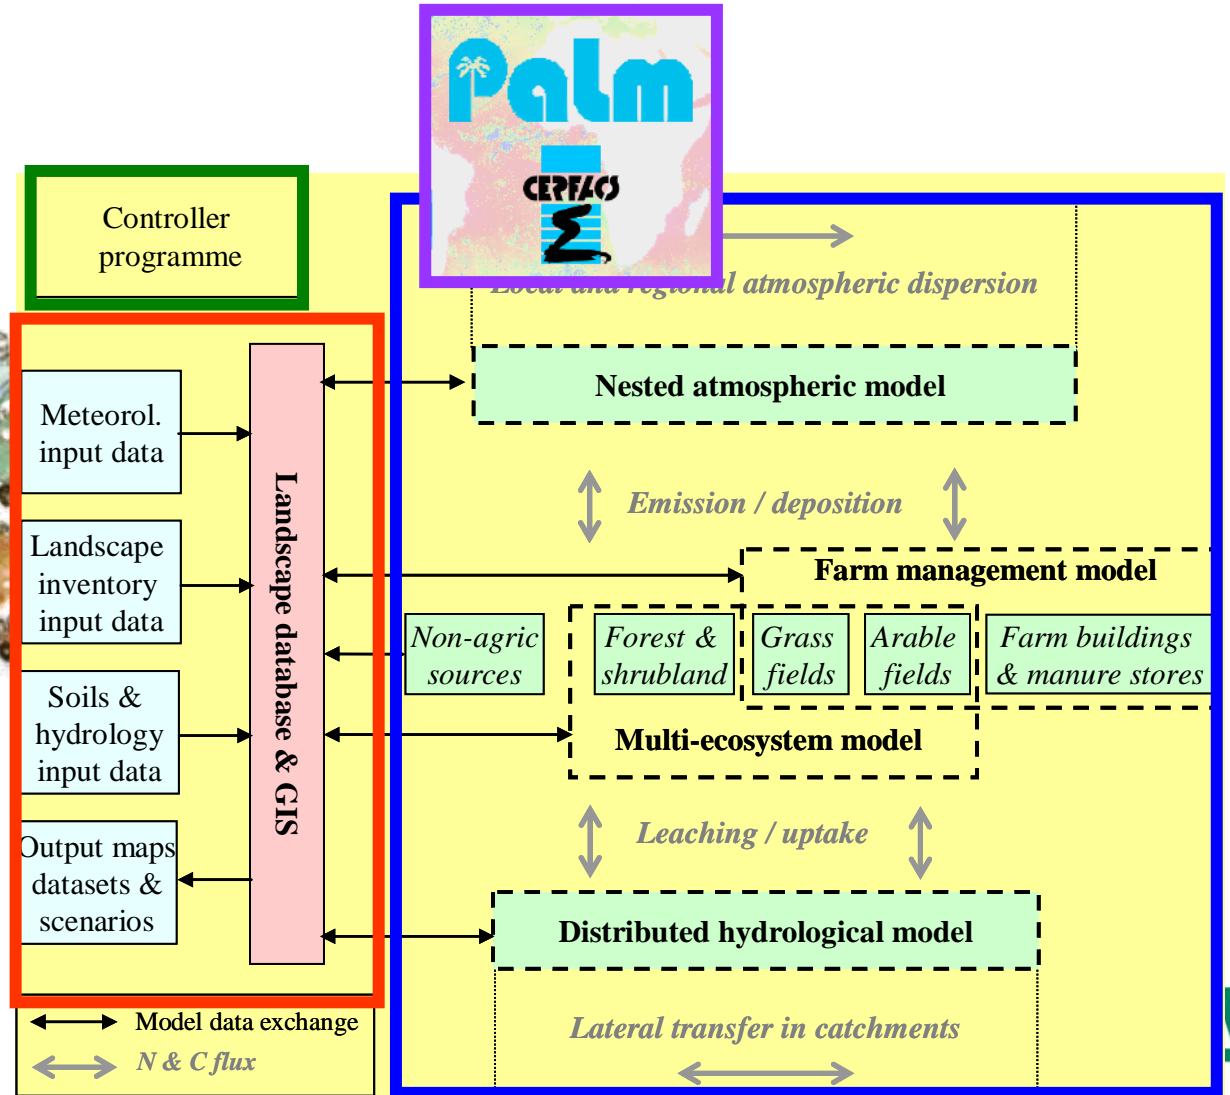 PaLm
CERFACS
Controller
programme
Local and regional atmospheric dispersion
Nested atmospheric model
Meteorol.
input data
Landscape database & GIS
Emission / deposition
Landscape
inventory
input data
Farm management model
Non-agric
sources
Forest &
shrubland
Grass
fields
Arable
fields
Farm buildings
& manure stores
Soils &
hydrology
input data
Multi-ecosystem model
Leaching / uptake
Output maps
datasets &
scenarios
Distributed hydrological model
Model data exchange
N & C flux
Lateral transfer in catchments